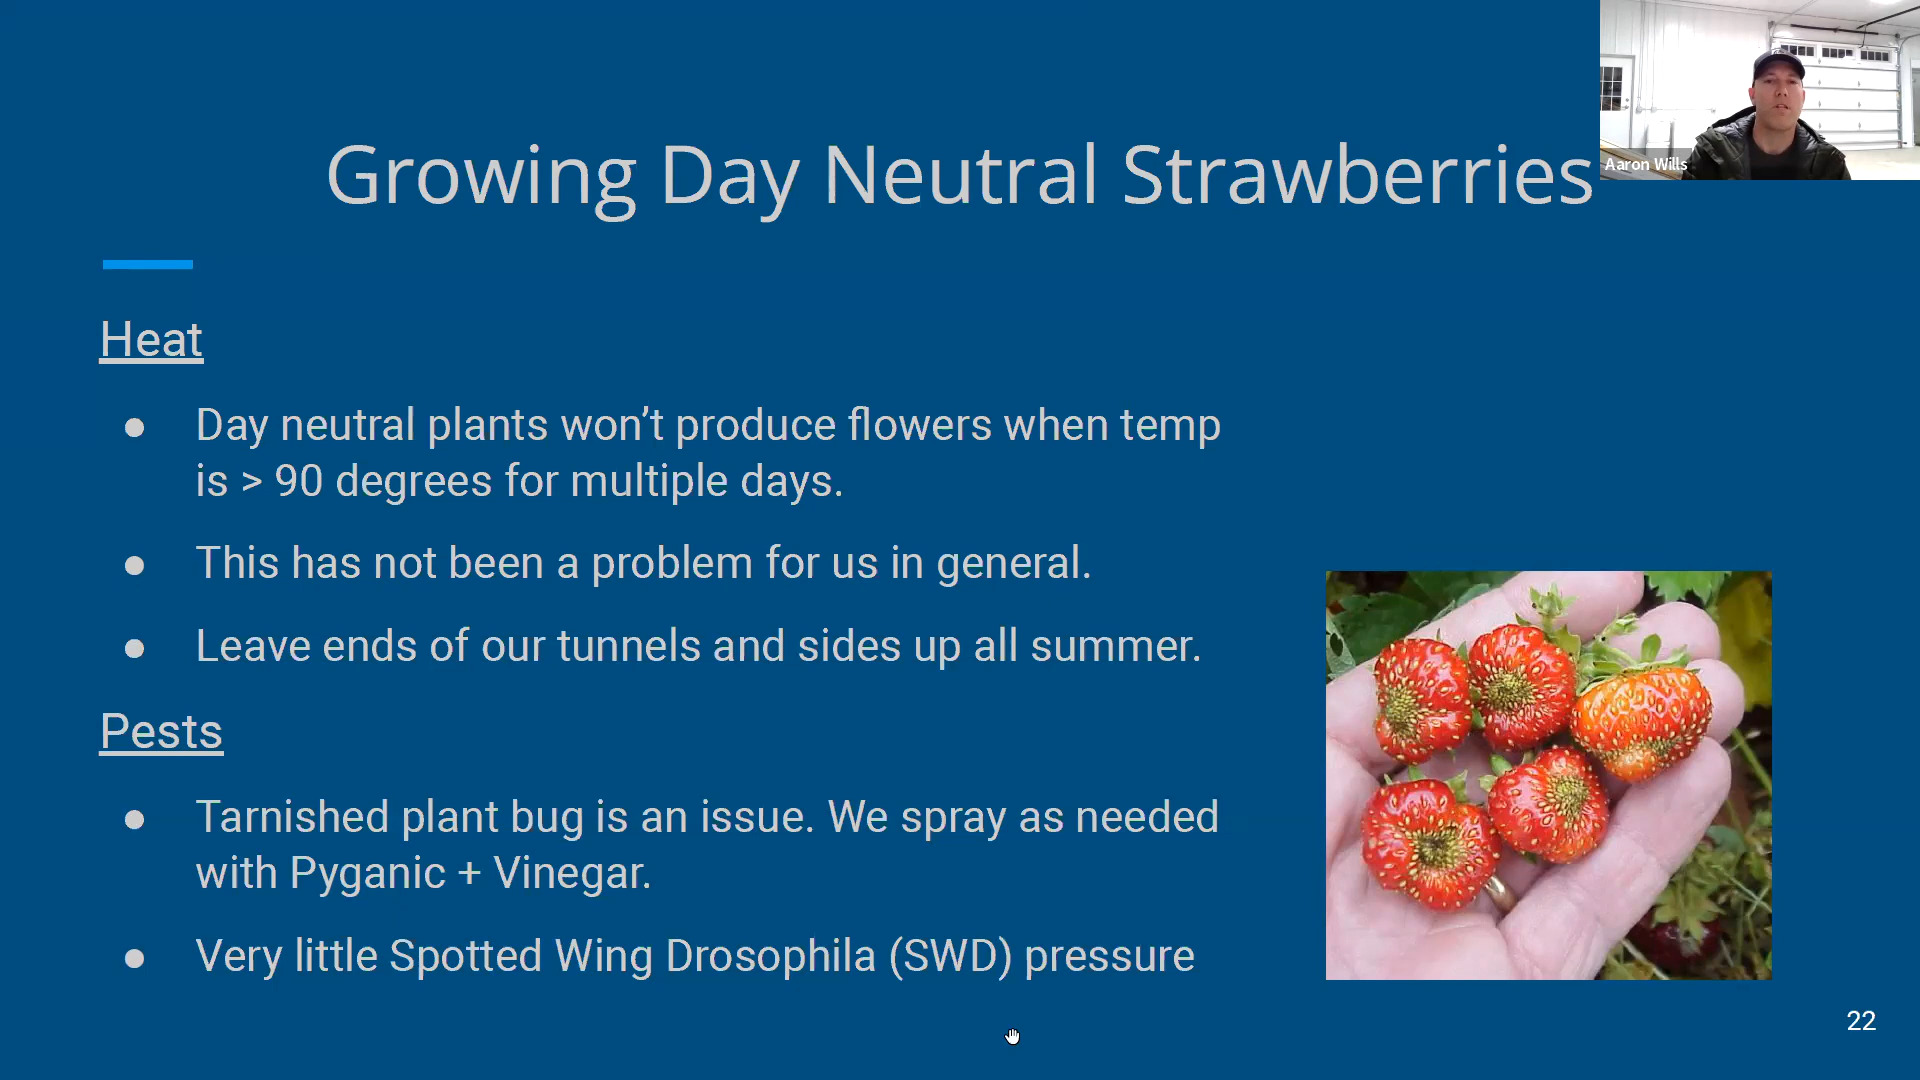 Growing Day Neutral Strawberries
Aaron Wills
Heat
● Day neutral plants won’t produce flowers when temp
is > 90 degrees for multiple days.
● This has not been a problem for us in general.
● Leave ends of our tunnels and sides up all summer.
Pests
● Tarnished plant bug is an issue. We spray as needed
with Pyganic + Vinegar.
● Very little Spotted Wing Drosophila (SWD) pressure
22